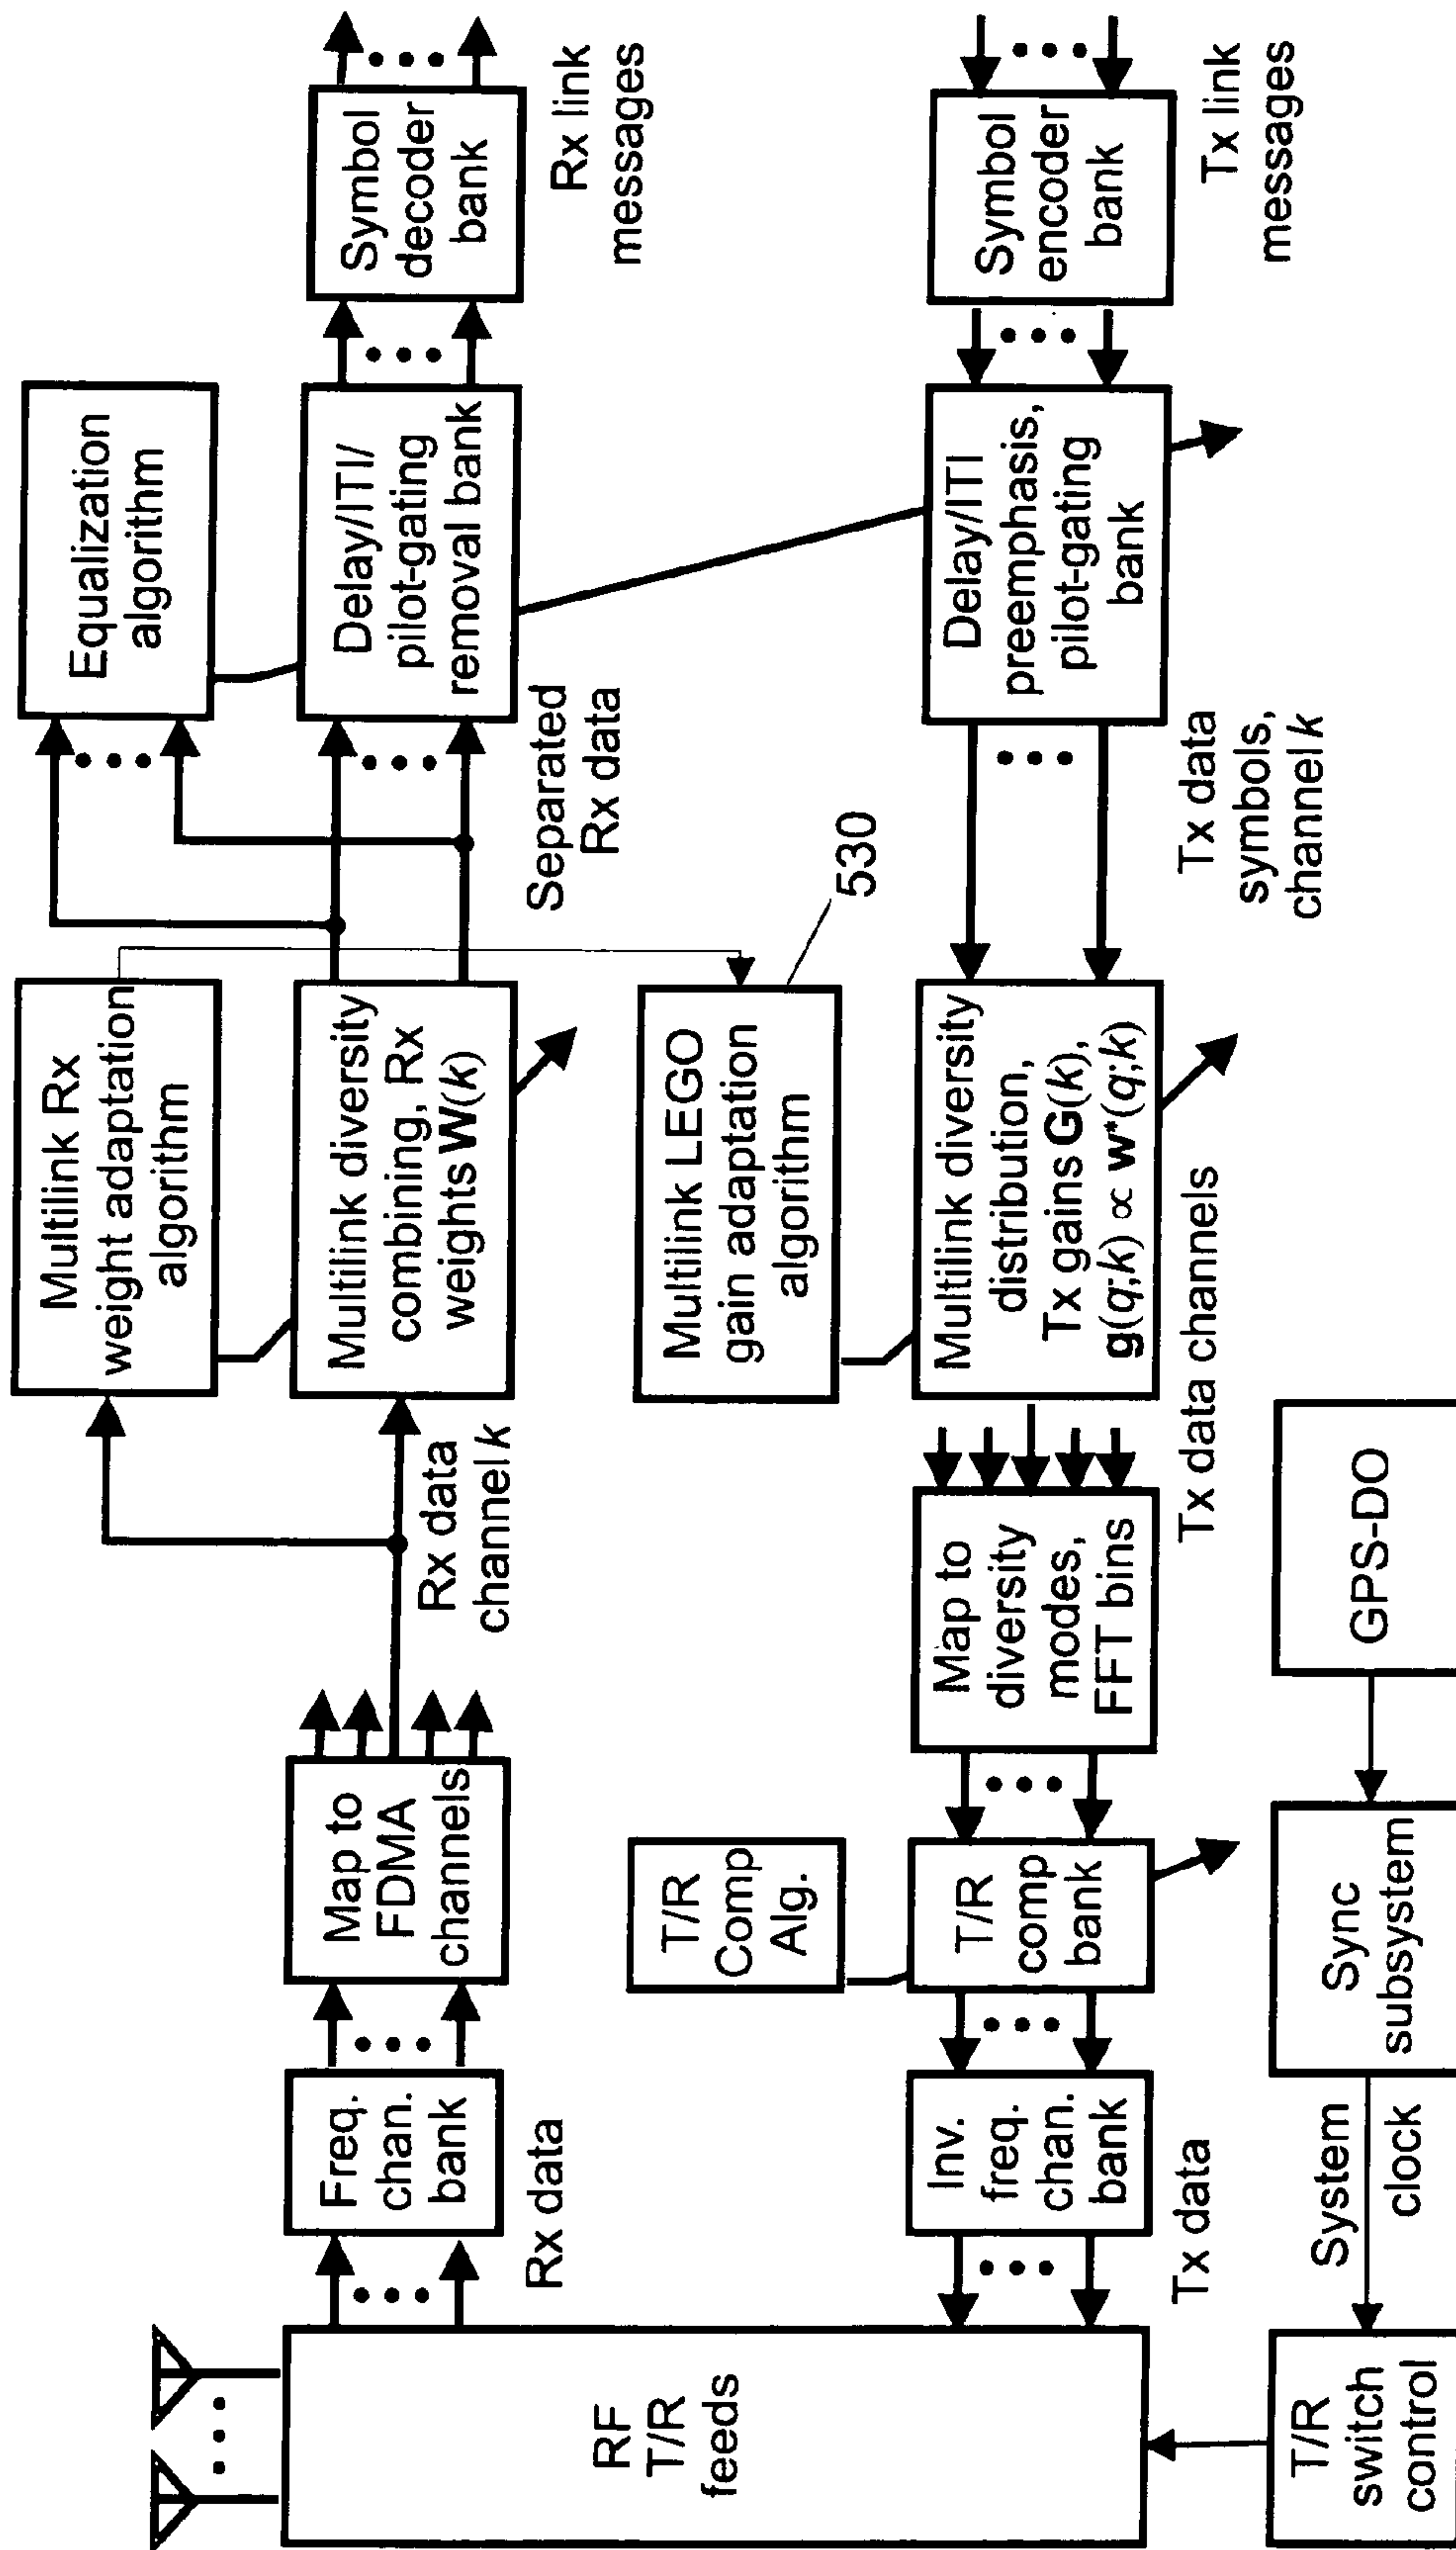 Multilink Rx
weight adaptation
algorithm
Equalization
algorithm
RF
T/R
feeds
Freq.
chan.
bank
Rx data
Map to
FDMA
channels
Rx data
channel k
Multilink diversity
combining, Rx
weights W(k)
Separated
Rx data
Delay/ITI/
pilot-gating
removal bank
Symbol
decoder
bank
Rx link
messages
T/R
Comp
Alg.
Multilink LEGO
gain adaptation
algorithm
530
Inv.
freq.
chan.
bank
Tx data
T/R
comp
bank
Map to
diversity
modes,
FFT bins
Tx data channels
Multilink diversity
distribution,
Tx gains G(k),
g(q;k) ∝ w*(q;k)
Tx data
symbols,
channel k
Delay/ITI
preemphasis,
pilot-gating
bank
Symbol
encoder
bank
Tx link
messages
T/R
switch
control
System
clock
Sync
subsystem
GPS-DO